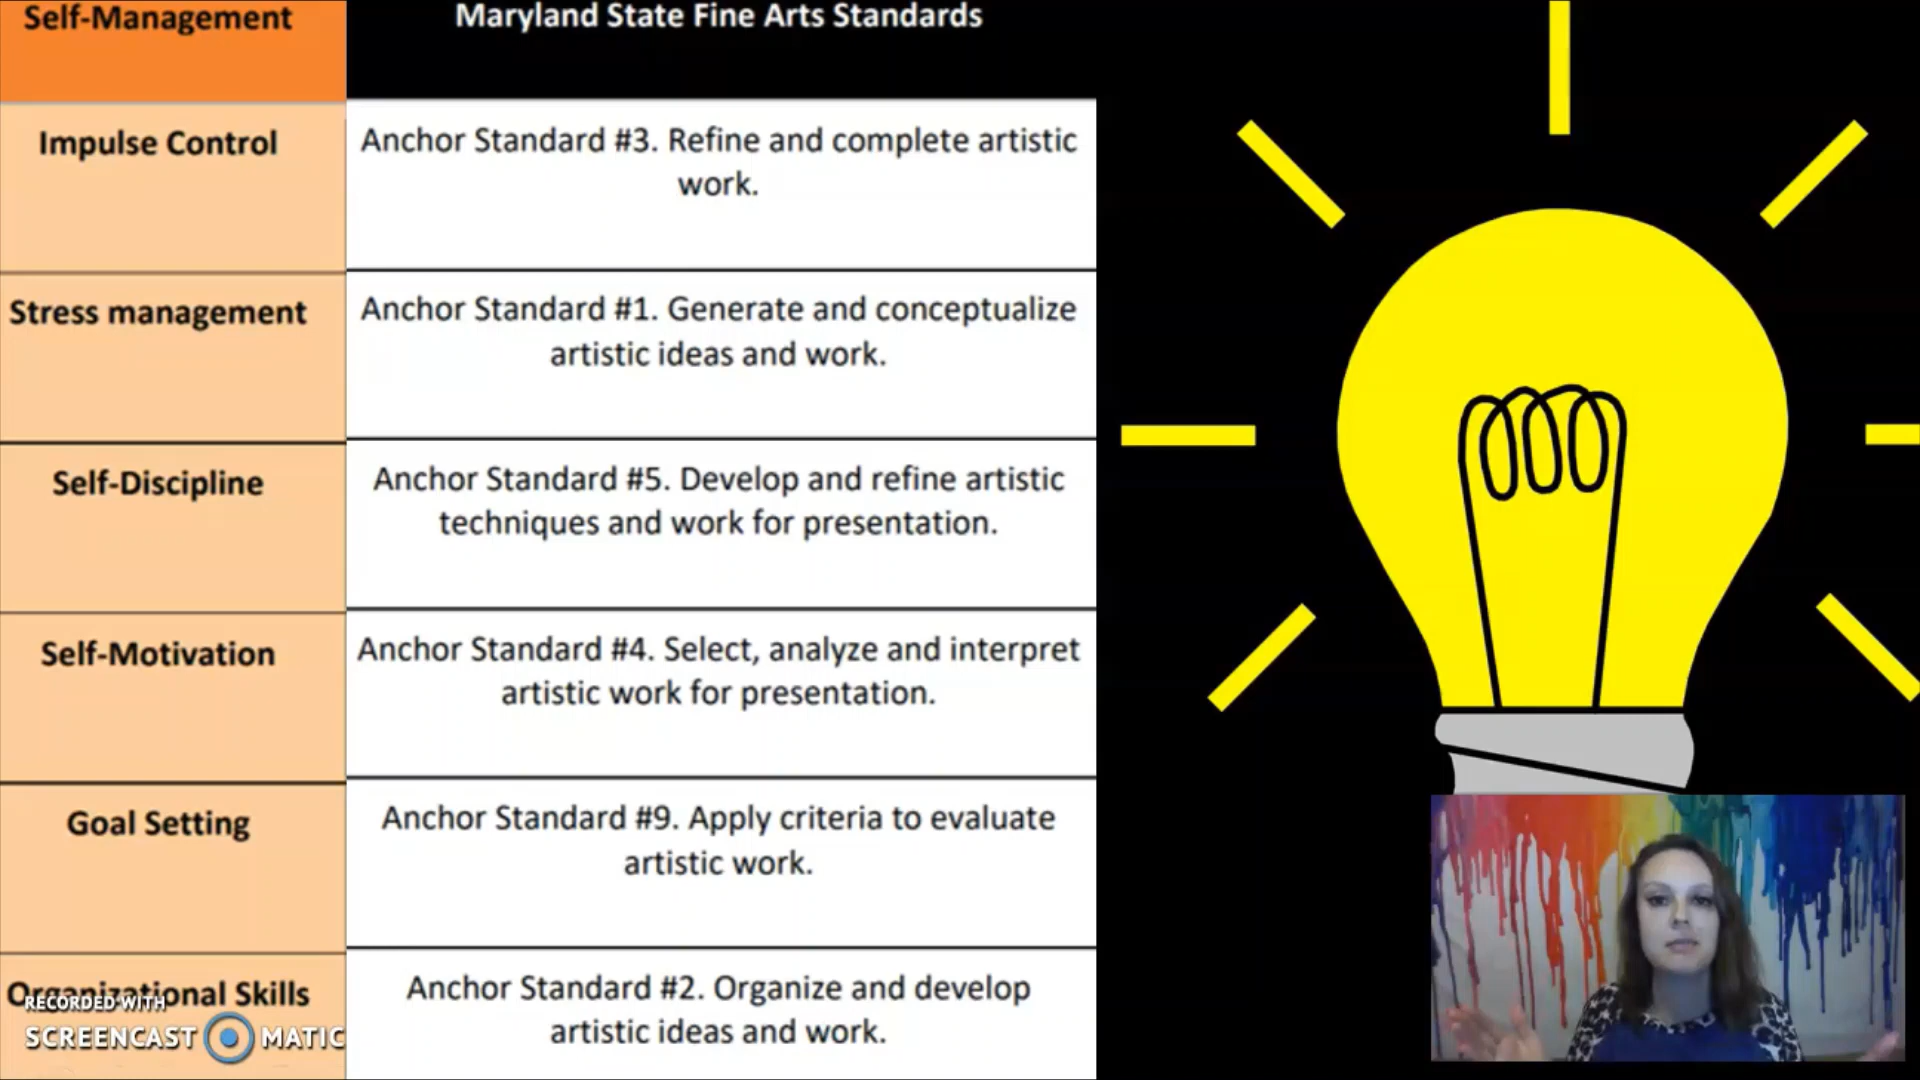 Self-Management
Maryland State Fine Arts Standards
Impulse Control
Anchor Standard #3. Refine and complete artistic
work.
Stress management
Anchor Standard #1. Generate and conceptualize
artistic ideas and work.
Self-Discipline
Anchor Standard #5. Develop and refine artistic
techniques and work for presentation.
Self-Motivation
Anchor Standard #4. Select, analyze and interpret
artistic work for presentation.
Goal Setting
Anchor Standard #9. Apply criteria to evaluate
artistic work.
Organizational Skills
Anchor Standard #2. Organize and develop
artistic ideas and work.
RECORDED WITH
SCREENCAST MATIC